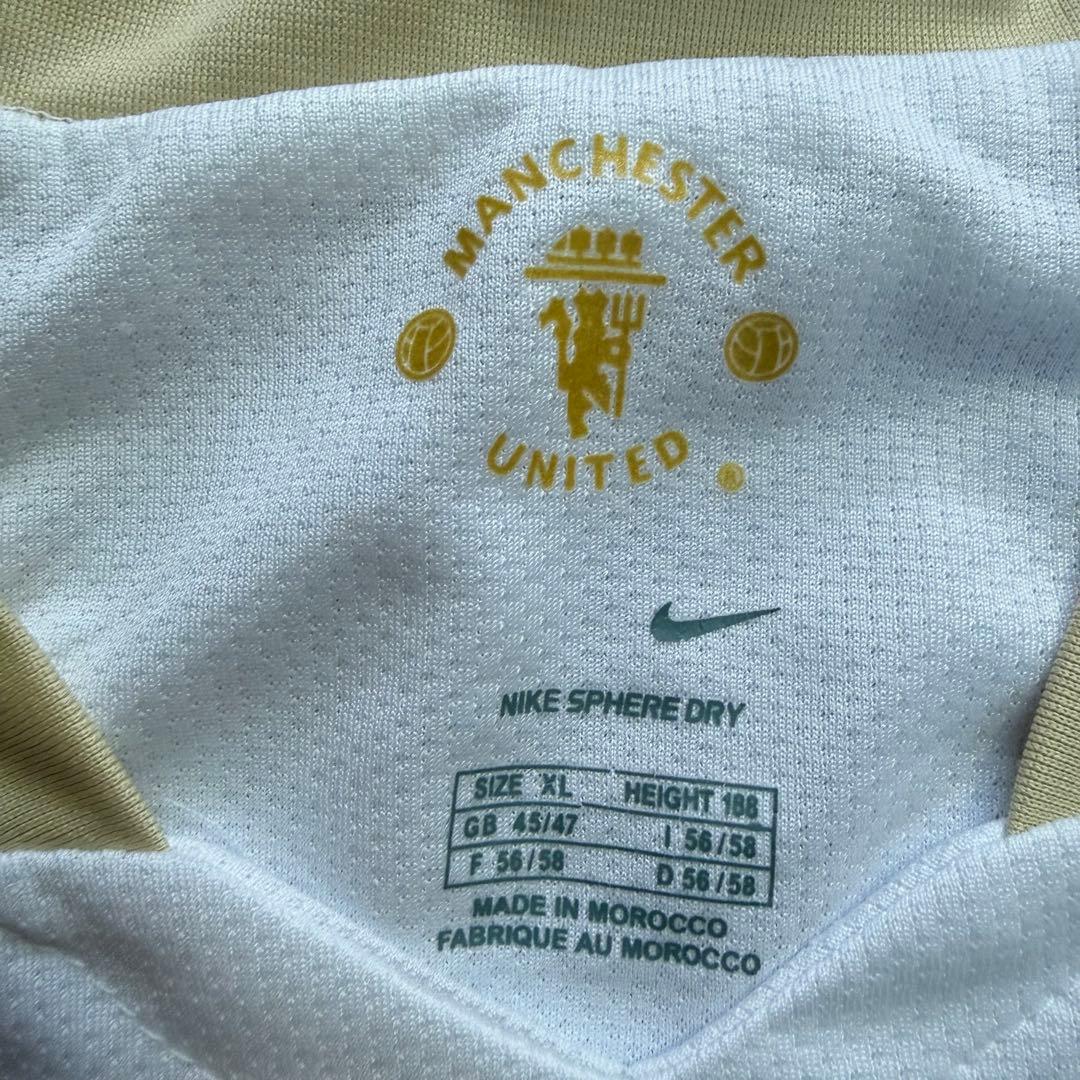 MANCHESTER
UNITED ®
NIKE SPHERE DRY
SIZE XL HEIGHT 188
GB 45/47 I 56/58
F 56/58 D 56/58
MADE IN MOROCCO
FABRIQUE AU MOROCCO